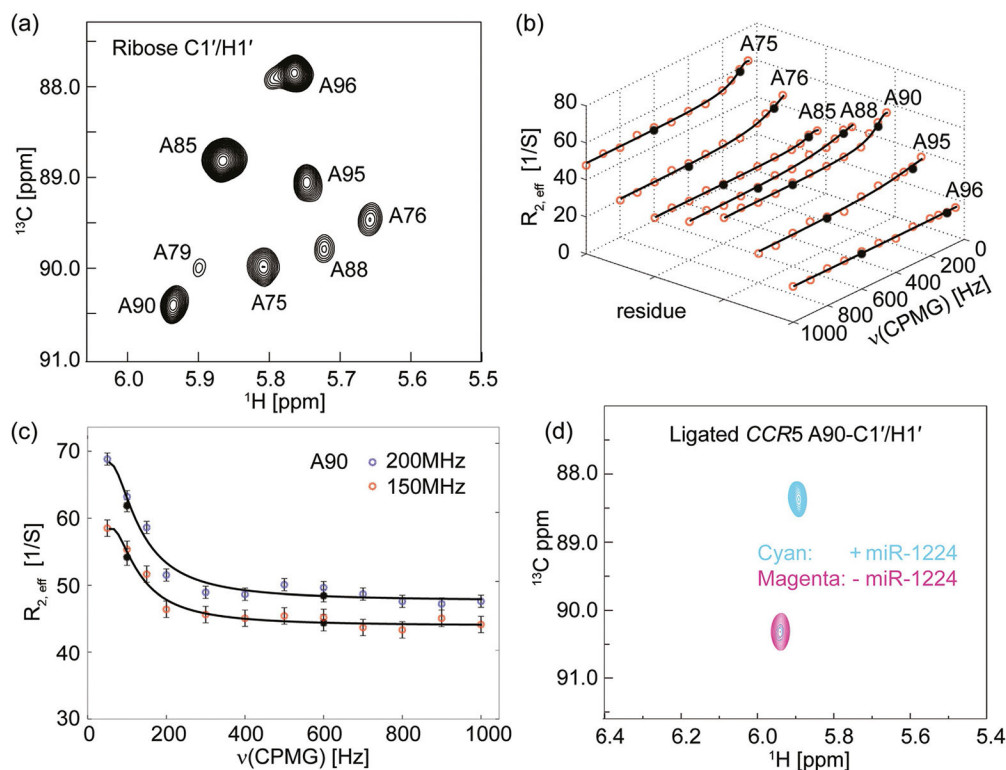 (a)
Ribose C1′/H1′
A96
A85
A95
A76
A79
A88
A90
A75
88.0
89.0
90.0
91.0
¹³C [ppm]
6.0 5.9 5.8 5.7 5.6 5.5
¹H [ppm]
(b)
A75
A76
A85 A88 A90
A95
A96
80
60
40
20
0
R2, eff [1/S]
residue
0
200
400
600
800
1000
ν(CPMG) [Hz]
(c)
A90
200MHz
150MHz
70
60
50
40
30
R2, eff [1/S]
0 200 400 600 800 1000
ν(CPMG) [Hz]
(d)
Ligated CCR5 A90-C1′/H1′
88.0
89.0
90.0
91.0
¹³C ppm
Cyan: + miR-1224
Magenta: - miR-1224
6.4 6.2 6.0 5.8 5.6 5.4
¹H [ppm]